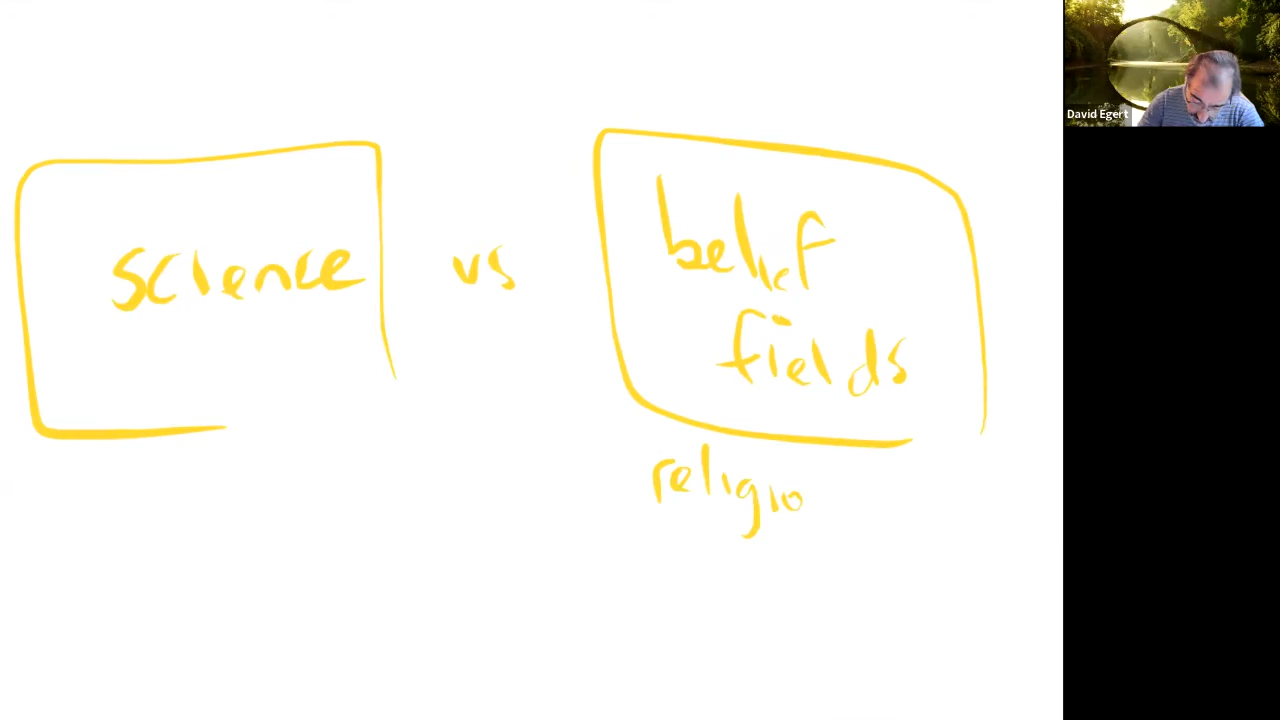 science
vs
belief
fields
religio
David Egert